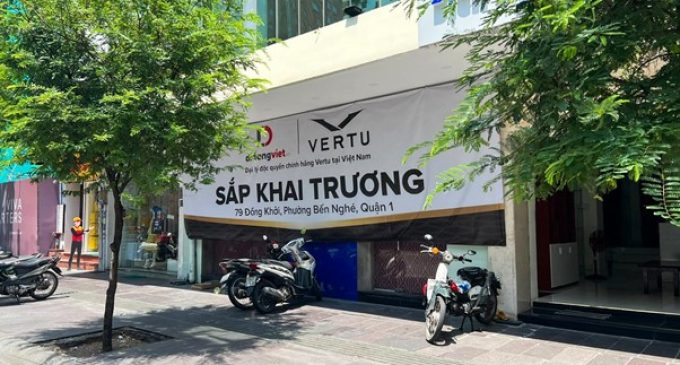 didongviet
VERTU
Đại lý độc quyền chính hãng Vertu tại Việt Nam
SẮP KHAI TRƯƠNG
79 Đồng Khởi, Phường Bến Nghé, Quận 1
VIVA